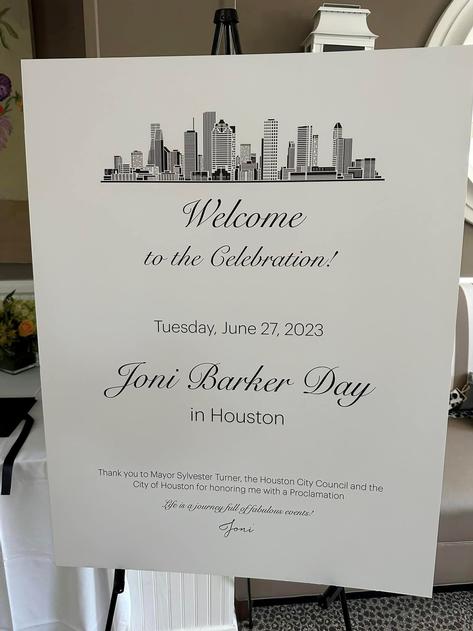 Welcome
to the Celebration!
Tuesday, June 27, 2023
Joni Barker Day
in Houston
Thank you to Mayor Sylvester Turner, the Houston City Council and the
City of Houston for honoring me with a Proclamation
Life is a journey full of fabulous events!
Joni